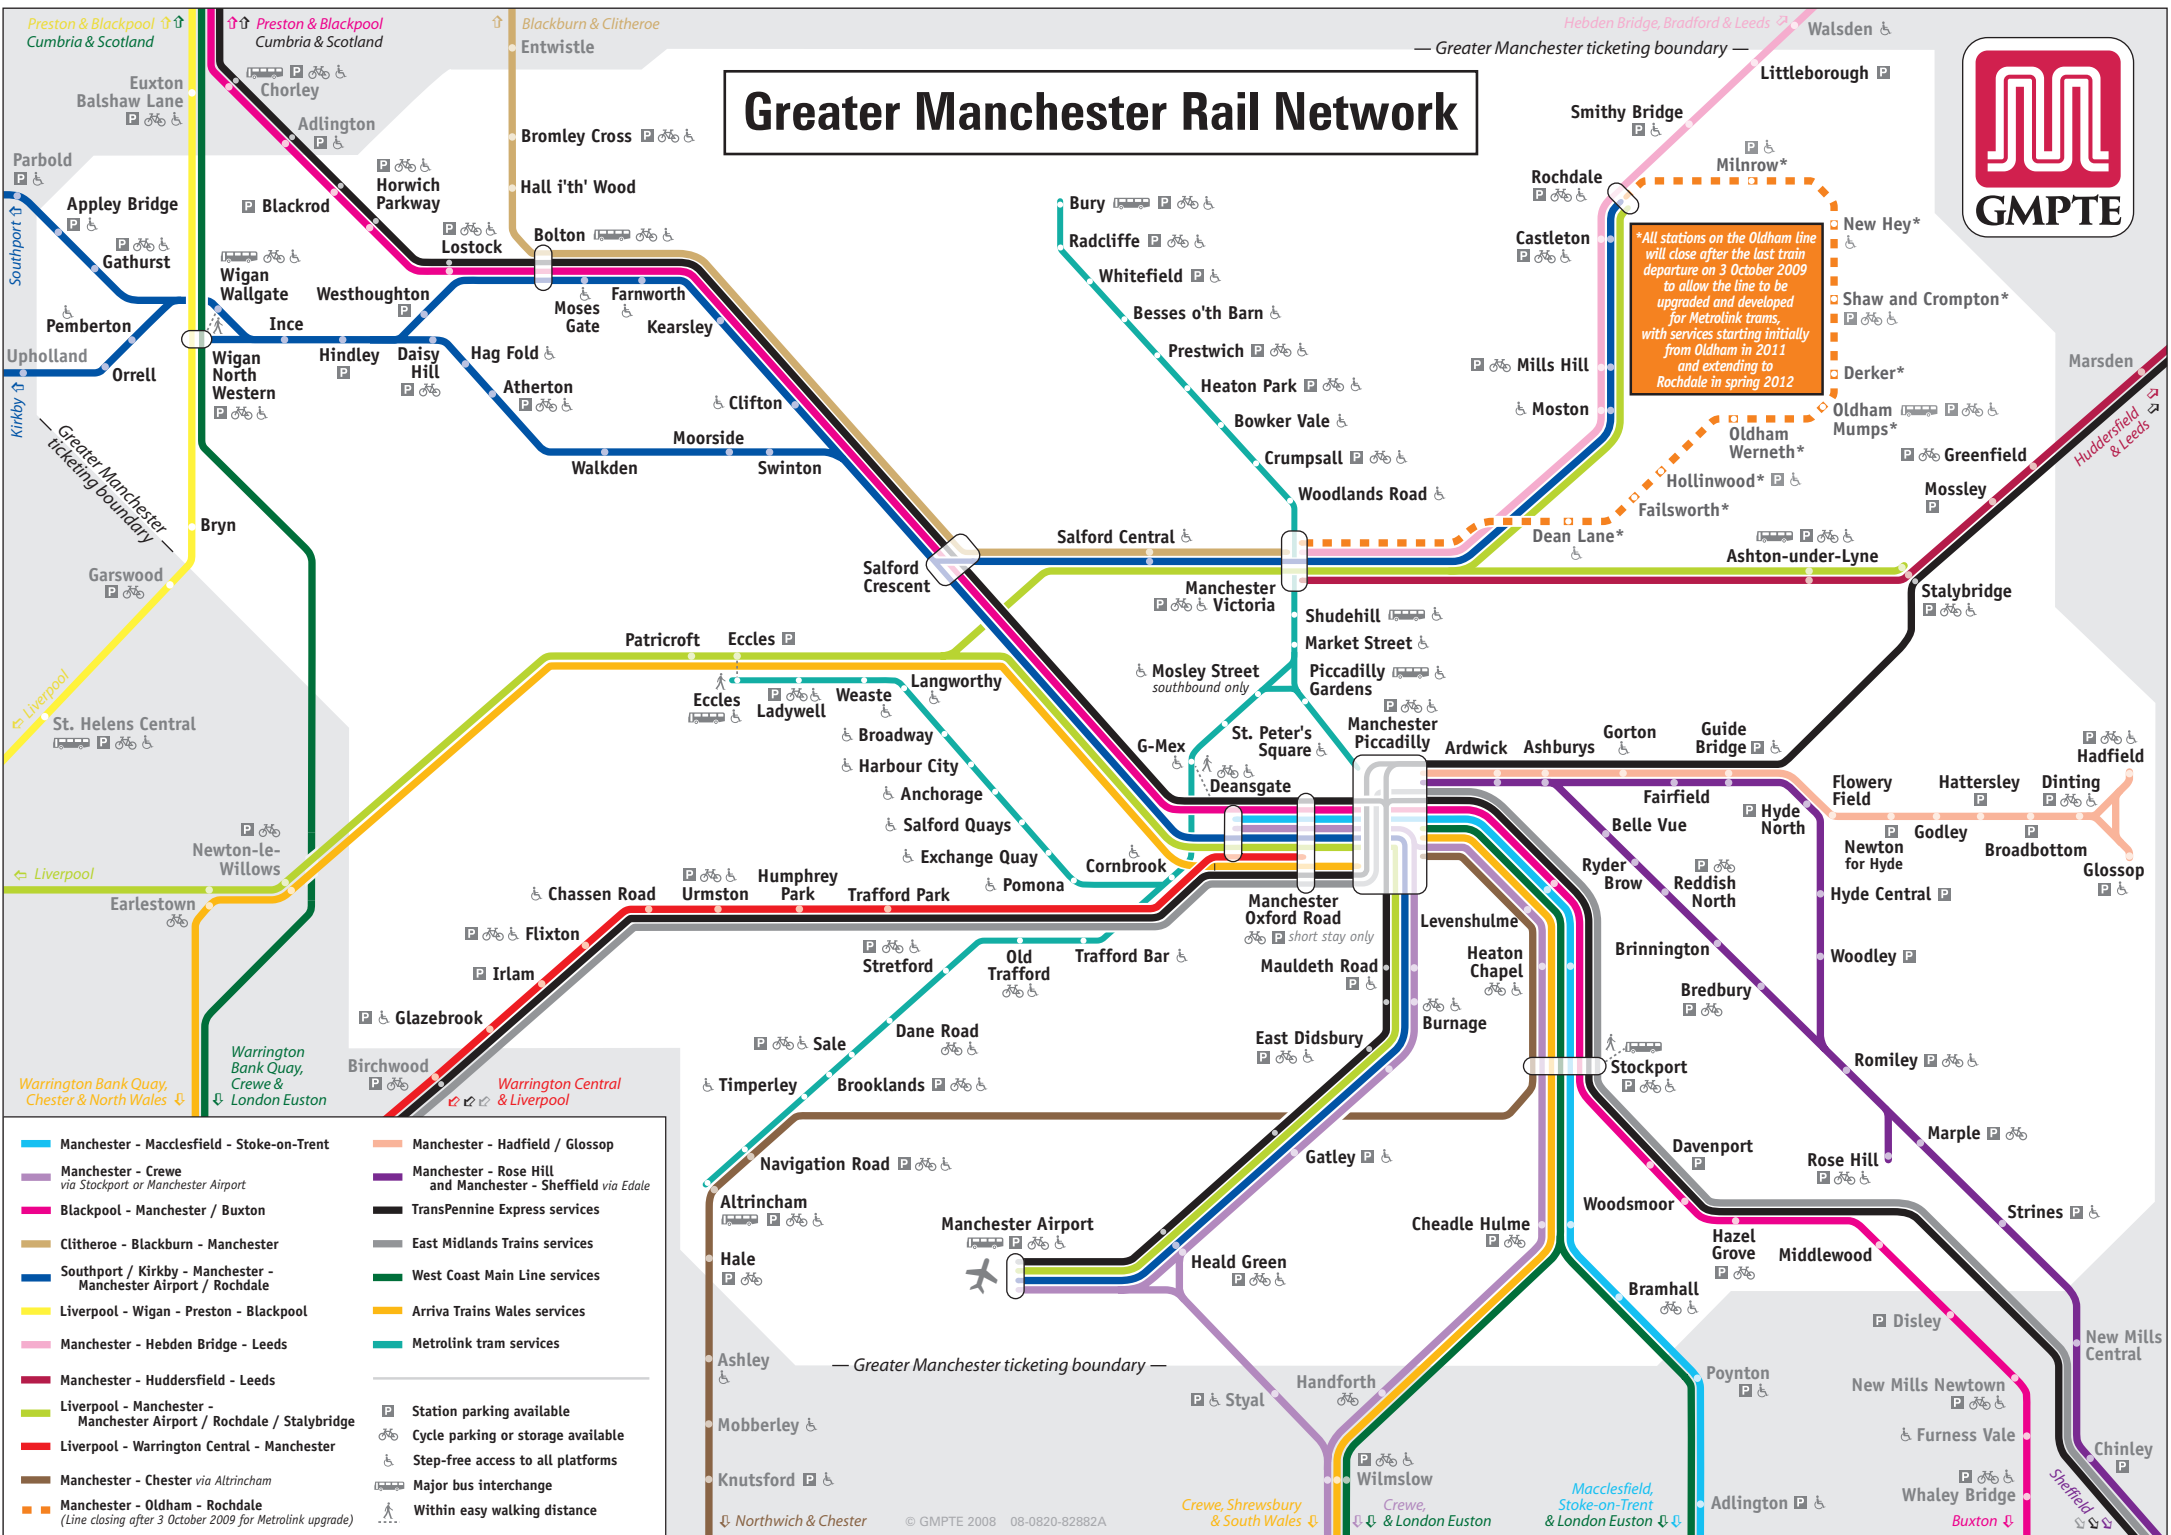 Preston & Blackpool
Cumbria & Scotland
Preston & Blackpool
Cumbria & Scotland
Blackburn & Clitheroe
Hebden Bridge, Bradford & Leeds
Walsden
Entwistle
— Greater Manchester ticketing boundary —
Littleborough P
Greater Manchester Rail Network
GMPTE
Euxton
Balshaw Lane
P
P
Chorley
Adlington
P
Smithy Bridge
P
Bromley Cross P
Parbold
P
P
Horwich
Parkway
Hall i'th' Wood
P
Milnrow*
Rochdale
P
Appley Bridge
P
P Blackrod
Bury P
Southport
P
Gathurst
P
Lostock
Bolton
Radcliffe P
Castleton
P
New Hey*
*All stations on the Oldham line
will close after the last train
departure on 3 October 2009
to allow the line to be
upgraded and developed
for Metrolink trams,
with services starting initially
from Oldham in 2011
and extending to
Rochdale in spring 2012
Wigan
Wallgate
Whitefield P
Westhoughton
P
Moses
Gate
Farnworth
Kearsley
Shaw and Crompton*
P
Pemberton
Ince
Besses o'th Barn
Upholland
Orrell
Kirkby
Wigan
North
Western
P
Hindley
P
Daisy
Hill
P
Hag Fold
Prestwich P
P Mills Hill
Marsden
Derker*
Atherton
P
Heaton Park P
Clifton
Moston
Oldham
Mumps*
P
Huddersfield
& Leeds
— Greater Manchester
ticketing boundary —
Bowker Vale
Oldham
Werneth*
P Greenfield
Moorside
Walkden
Swinton
Crumpsall P
Hollinwood* P
Mossley
P
Woodlands Road
Failsworth*
Bryn
Salford Central
Dean Lane*
P
Ashton-under-Lyne
Garswood
P
Salford
Crescent
Manchester
P Victoria
Stalybridge
P
Shudehill
Market Street
Patricroft
Eccles P
Mosley Street
southbound only
Piccadilly
Gardens
P
Liverpool
Eccles
P
Ladywell
Weaste
Langworthy
St. Helens Central
P
Broadway
G-Mex
St. Peter's
Square
Manchester
Piccadilly
Ardwick
Ashburys
Gorton
Guide
Bridge P
P
Hadfield
Harbour City
Deansgate
Anchorage
Fairfield
P Hyde
North
Flowery
Field
Hattersley
P
Dinting
P
Salford Quays
Belle Vue
P
Newton
for Hyde
Godley
P
Broadbottom
P
Newton-le-
Willows
Exchange Quay
Cornbrook
Ryder
Brow
P
Reddish
North
Glossop
P
Liverpool
Pomona
Earlestown
Chassen Road
P
Urmston
Humphrey
Park
Trafford Park
Manchester
Oxford Road
P short stay only
Hyde Central P
Levenshulme
P Flixton
P
Stretford
Old
Trafford
Trafford Bar
Heaton
Chapel
Brinnington
Woodley P
P Irlam
Mauldeth Road
P
Bredbury
P
P Glazebrook
Dane Road
Burnage
P Sale
East Didsbury
P
Birchwood
P
Warrington
Bank Quay,
Crewe &
London Euston
Romiley P
Stockport
P
Warrington Bank Quay,
Chester & North Wales
Warrington Central
& Liverpool
Timperley
Brooklands P
Marple P
Davenport
P
Rose Hill
P
Navigation Road P
Gatley P
Woodsmoor
Altrincham
P
Strines P
Manchester Airport
P
Cheadle Hulme
P
Hazel
Grove
P
Middlewood
Hale
P
Heald Green
P
Bramhall
P Disley
New Mills
Central
Ashley
— Greater Manchester ticketing boundary —
Handforth
Poynton
P
New Mills Newtown
P
P Styal
Mobberley
Furness Vale
Chinley
P
Knutsford P
P
Wilmslow
P
Whaley Bridge
Sheffield
Macclesfield,
Stoke-on-Trent
& London Euston
Adlington P
Northwich & Chester
© GMPTE 2008 08-0820-82882A
Crewe, Shrewsbury
& South Wales
Crewe,
& London Euston
Buxton
Manchester - Macclesfield - Stoke-on-Trent
Manchester - Crewe
via Stockport or Manchester Airport
Blackpool - Manchester / Buxton
Clitheroe - Blackburn - Manchester
Southport / Kirkby - Manchester -
Manchester Airport / Rochdale
Liverpool - Wigan - Preston - Blackpool
Manchester - Hebden Bridge - Leeds
Manchester - Huddersfield - Leeds
Liverpool - Manchester -
Manchester Airport / Rochdale / Stalybridge
Liverpool - Warrington Central - Manchester
Manchester - Chester via Altrincham
Manchester - Oldham - Rochdale
(Line closing after 3 October 2009 for Metrolink upgrade)
Manchester - Hadfield / Glossop
Manchester - Rose Hill
and Manchester - Sheffield via Edale
TransPennine Express services
East Midlands Trains services
West Coast Main Line services
Arriva Trains Wales services
Metrolink tram services
P Station parking available
Cycle parking or storage available
Step-free access to all platforms
Major bus interchange
Within easy walking distance